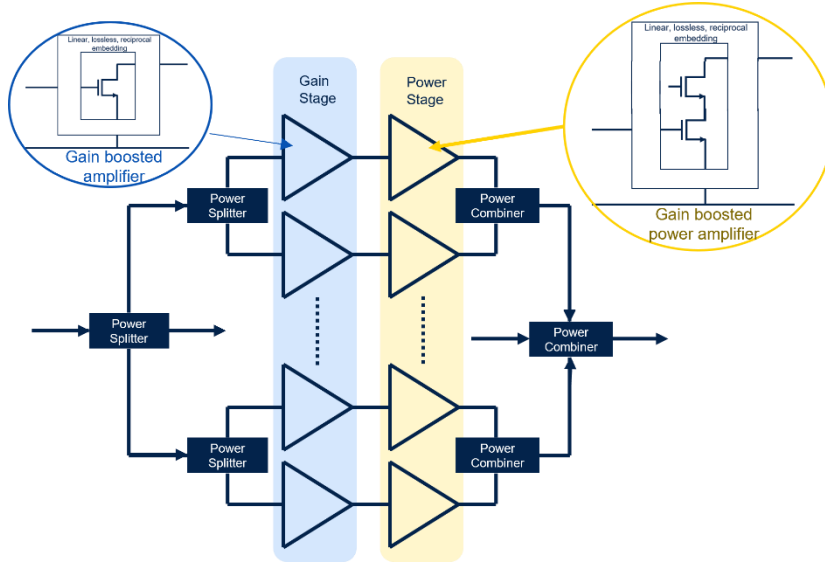 Linear, lossless, reciprocal
embedding
Gain boosted
amplifier
Gain
Stage
Power
Stage
Linear, lossless, reciprocal
embedding
Gain boosted
power amplifier
Power
Splitter
Power
Combiner
Power
Splitter
Power
Combiner
Power
Splitter
Power
Combiner